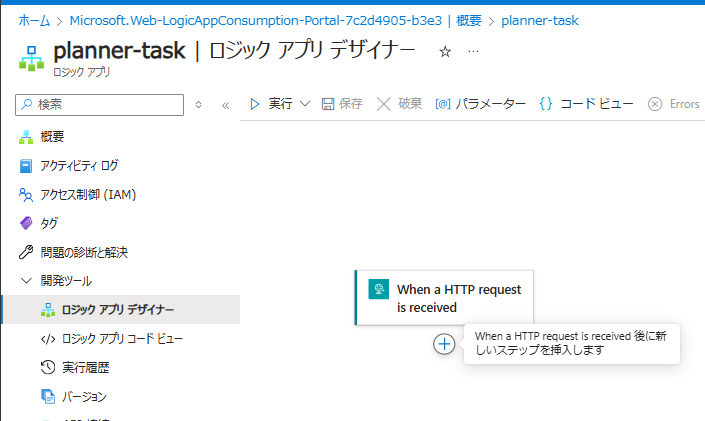 ホーム > Microsoft.Web-LogicAppConsumption-Portal-7c2d4905-b3e3 | 概要 > planner-task
planner-task | ロジック アプリ デザイナー ☆ …
ロジック アプリ
検索
実行 保存 破棄 [@] パラメーター {} コード ビュー Errors
概要
アクティビティ ログ
アクセス制御 (IAM)
タグ
問題の診断と解決
開発ツール
ロジック アプリ デザイナー
ロジック アプリ コード ビュー
実行履歴
バージョン
When a HTTP request
is received
When a HTTP request is received 後に新
しいステップを挿入します